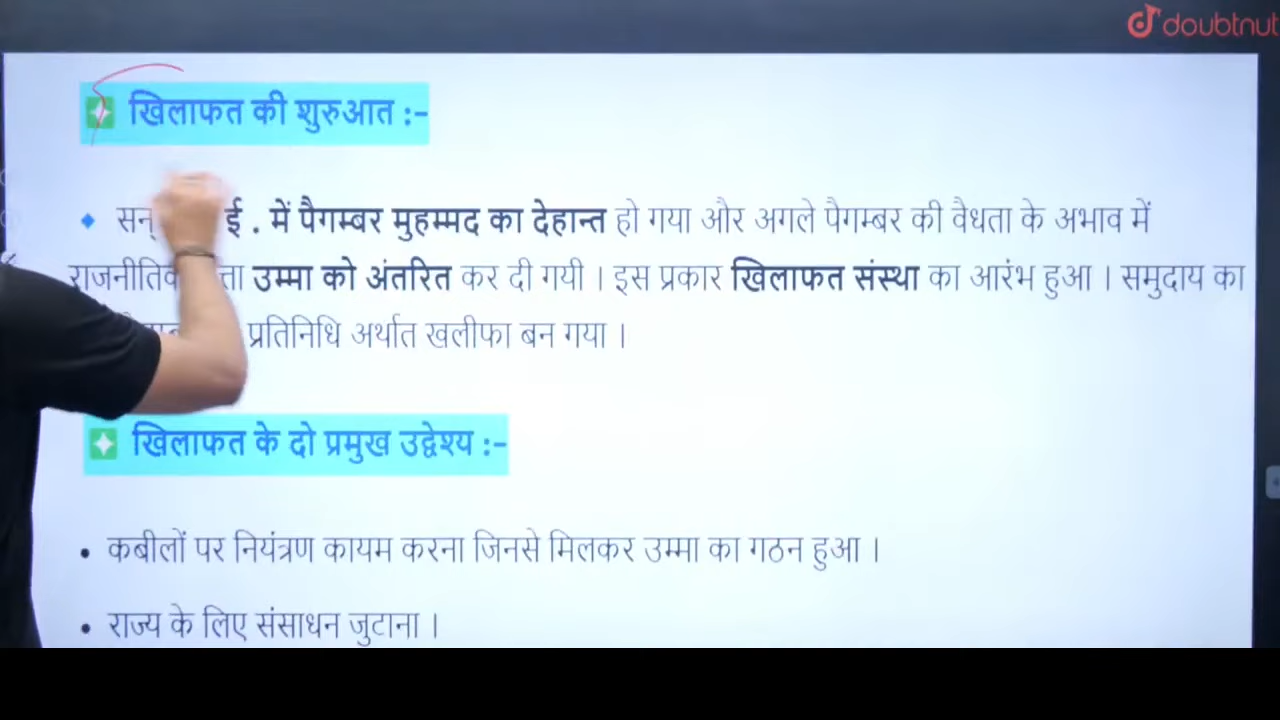 doubtnut
खिलाफत की शुरुआत :-
सन् ई . में पैगम्बर मुहम्मद का देहान्त हो गया और अगले पैगम्बर की वैधता के अभाव में
उम्मा को अंतरित कर दी गयी । इस प्रकार खिलाफत संस्था का आरंभ हुआ । समुदाय का
प्रतिनिधि अर्थात खलीफा बन गया ।
खिलाफत के दो प्रमुख उद्वेश्य :-
• कबीलों पर नियंत्रण कायम करना जिनसे मिलकर उम्मा का गठन हुआ ।
• राज्य के लिए संसाधन जुटाना ।